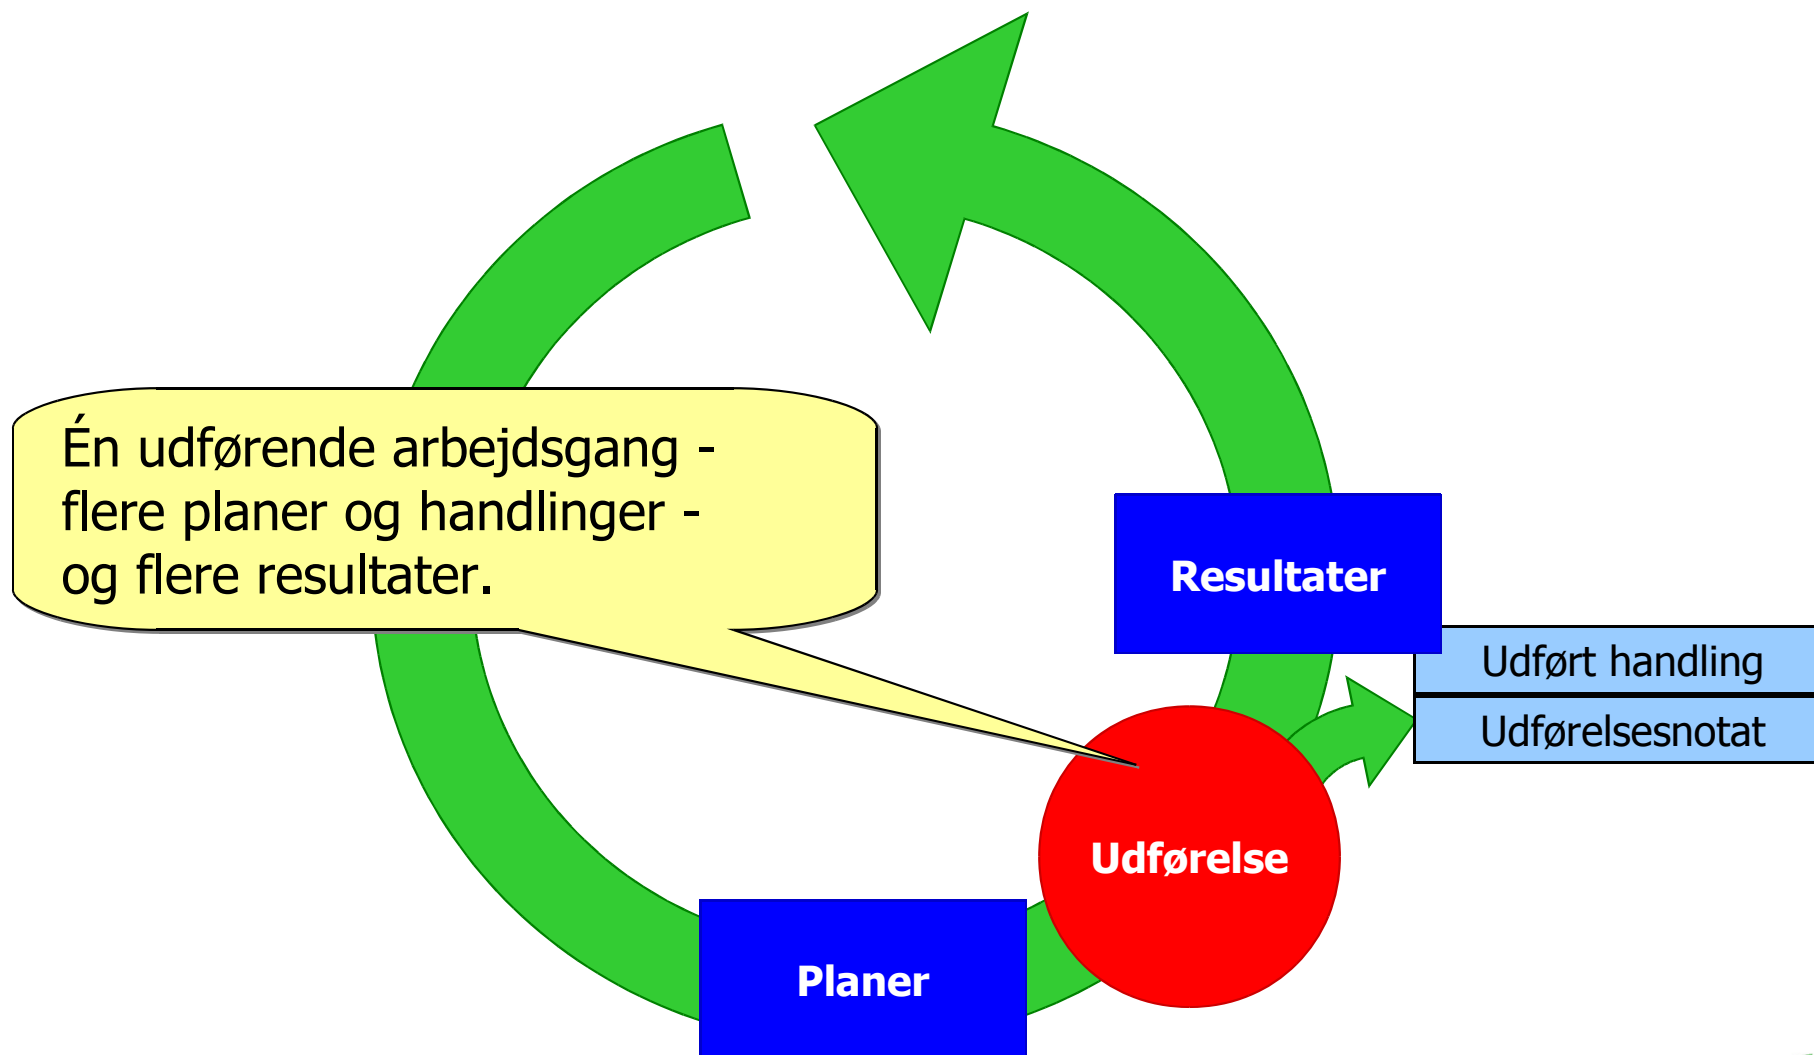 Én udførende arbejdsgang -
flere planer og handlinger -
og flere resultater.
Resultater
Udført handling
Udførelsesnotat
Udførelse
Planer